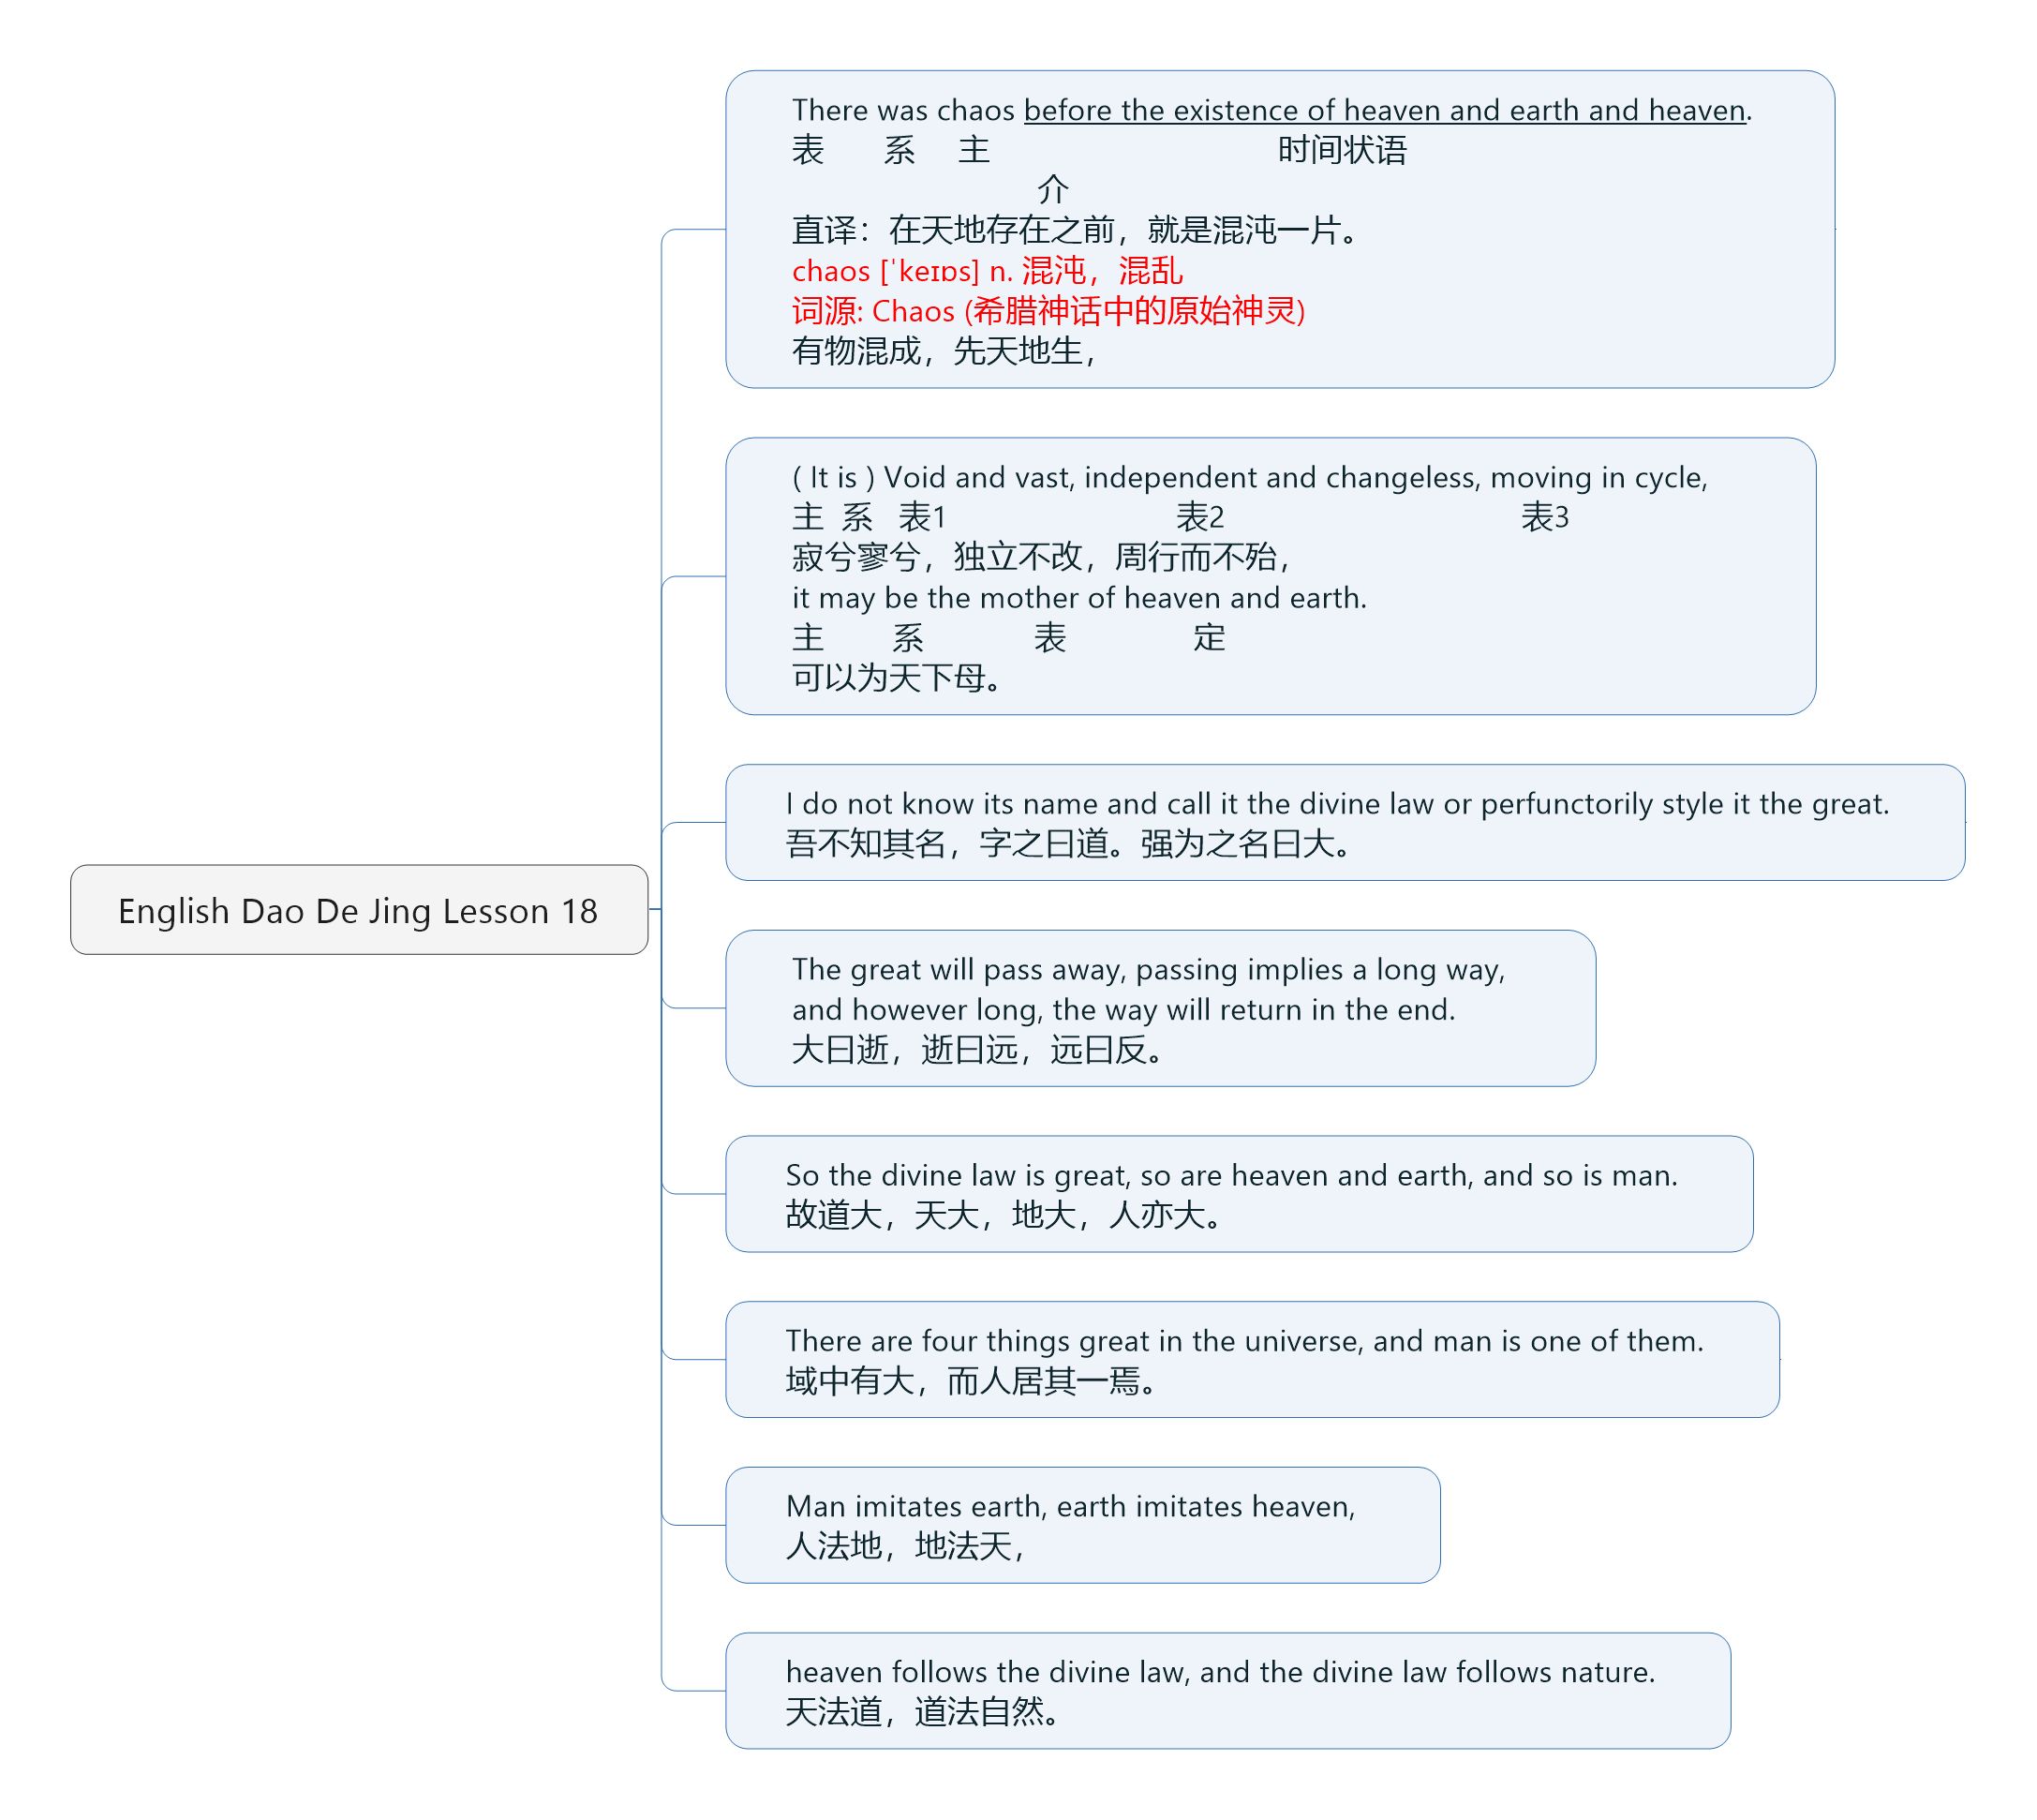 English Dao De Jing Lesson 18
There was chaos before the existence of heaven and earth and heaven.
表 系 主 时间状语
介
直译：在天地存在之前，就是混沌一片。
chaos [ˈkeɪɒs] n. 混沌，混乱
词源: Chaos (希腊神话中的原始神灵)
有物混成，先天地生，
( It is ) Void and vast, independent and changeless, moving in cycle,
主 系 表1 表2 表3
寂兮寥兮，独立不改，周行而不殆，
it may be the mother of heaven and earth.
主 系 表 定
可以为天下母。
I do not know its name and call it the divine law or perfunctorily style it the great.
吾不知其名，字之曰道。强为之名曰大。
The great will pass away, passing implies a long way,
and however long, the way will return in the end.
大曰逝，逝曰远，远曰反。
So the divine law is great, so are heaven and earth, and so is man.
故道大，天大，地大，人亦大。
There are four things great in the universe, and man is one of them.
域中有大，而人居其一焉。
Man imitates earth, earth imitates heaven,
人法地，地法天，
heaven follows the divine law, and the divine law follows nature.
天法道，道法自然。